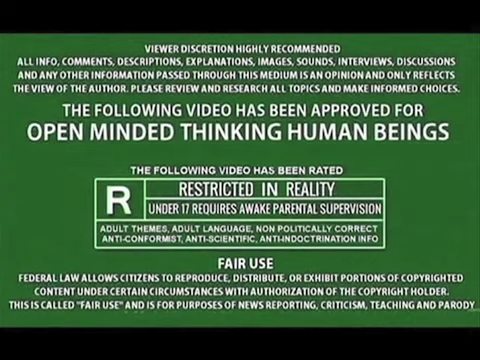 VIEWER DISCRETION HIGHLY RECOMMENDED
ALL INFO, COMMENTS, DESCRIPTIONS, EXPLANATIONS, IMAGES, SOUNDS, INTERVIEWS, DISCUSSIONS
AND ANY OTHER INFORMATION PASSED THROUGH THIS MEDIUM IS AN OPINION AND ONLY REFLECTS
THE VIEW OF THE AUTHOR. PLEASE REVIEW AND RESEARCH ALL TOPICS AND MAKE INFORMED CHOICES.
THE FOLLOWING VIDEO HAS BEEN APPROVED FOR
OPEN MINDED THINKING HUMAN BEINGS
THE FOLLOWING VIDEO HAS BEEN RATED
R
RESTRICTED IN REALITY
UNDER 17 REQUIRES AWAKE PARENTAL SUPERVISION
ADULT THEMES, ADULT LANGUAGE, NON POLITICALLY CORRECT
ANTI-CONFORMIST, ANTI-SCIENTIFIC, ANTI-INDOCTRINATION INFO
FAIR USE
FEDERAL LAW ALLOWS CITIZENS TO REPRODUCE, DISTRIBUTE, OR EXHIBIT PORTIONS OF COPYRIGHTED
CONTENT UNDER CERTAIN CIRCUMSTANCES WITH AUTHORIZATION OF THE COPYRIGHT HOLDER.
THIS IS CALLED "FAIR USE" AND IS FOR PURPOSES OF NEWS REPORTING, CRITICISM, TEACHING AND PARODY